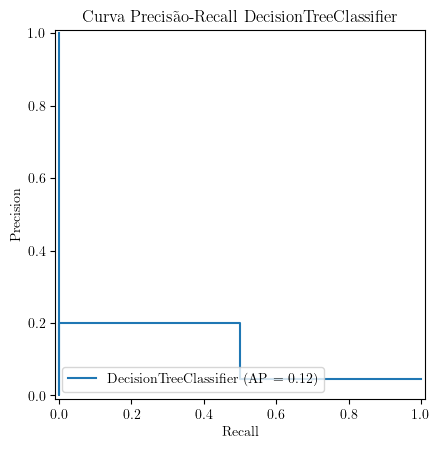 Curva Precisão-Recall DecisionTreeClassifier
1.0
0.8
0.6
0.4
0.2
0.0
Precision
DecisionTreeClassifier (AP = 0.12)
0.0 0.2 0.4 0.6 0.8 1.0
Recall